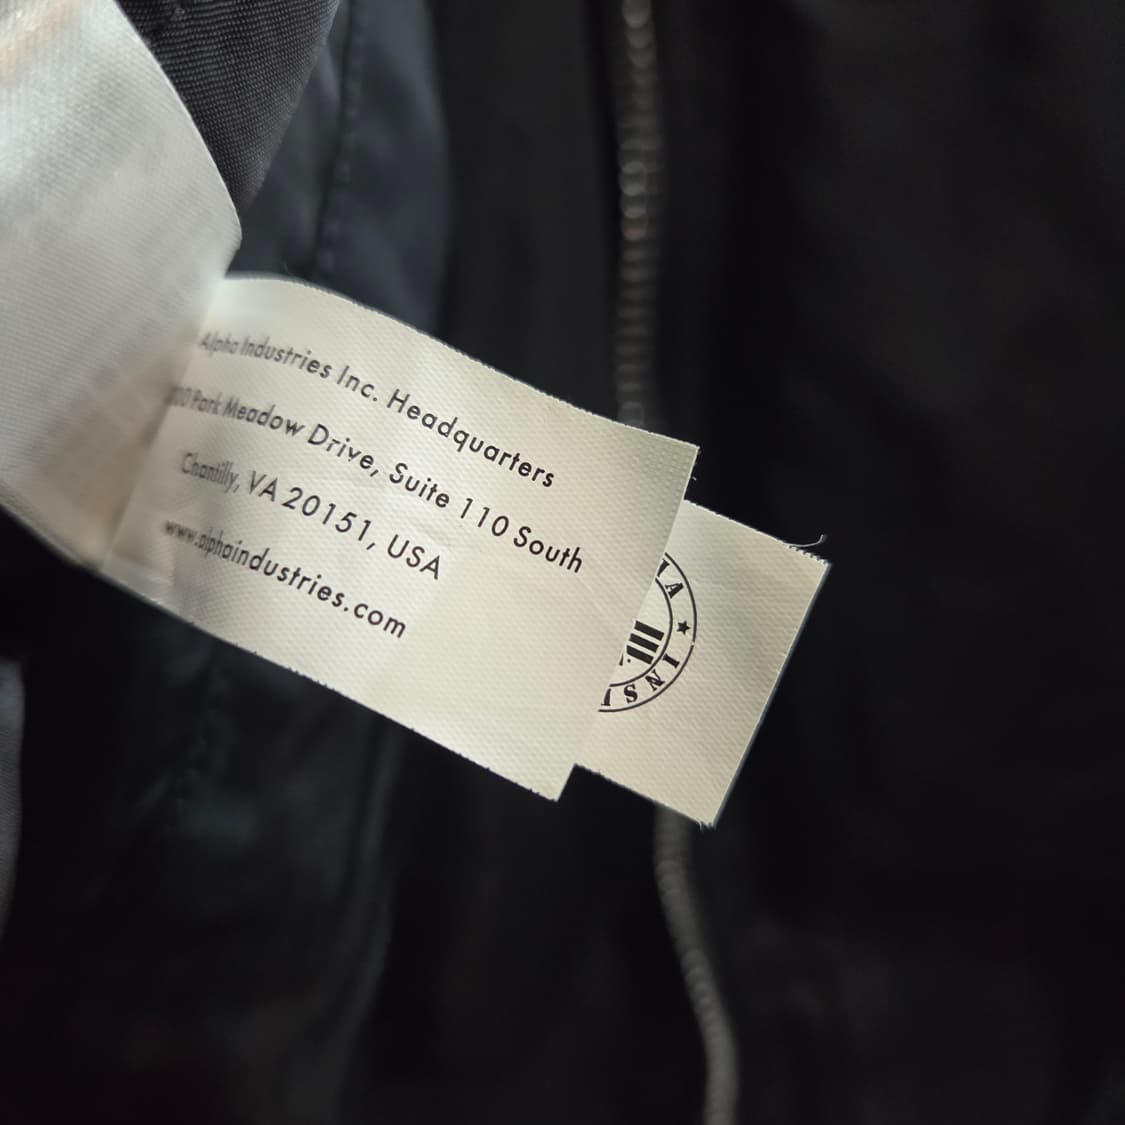 Alpha Industries Inc. Headquarters
Park Meadow Drive, Suite 110 South
Chantilly, VA 20151, USA
www.alphaindustries.com